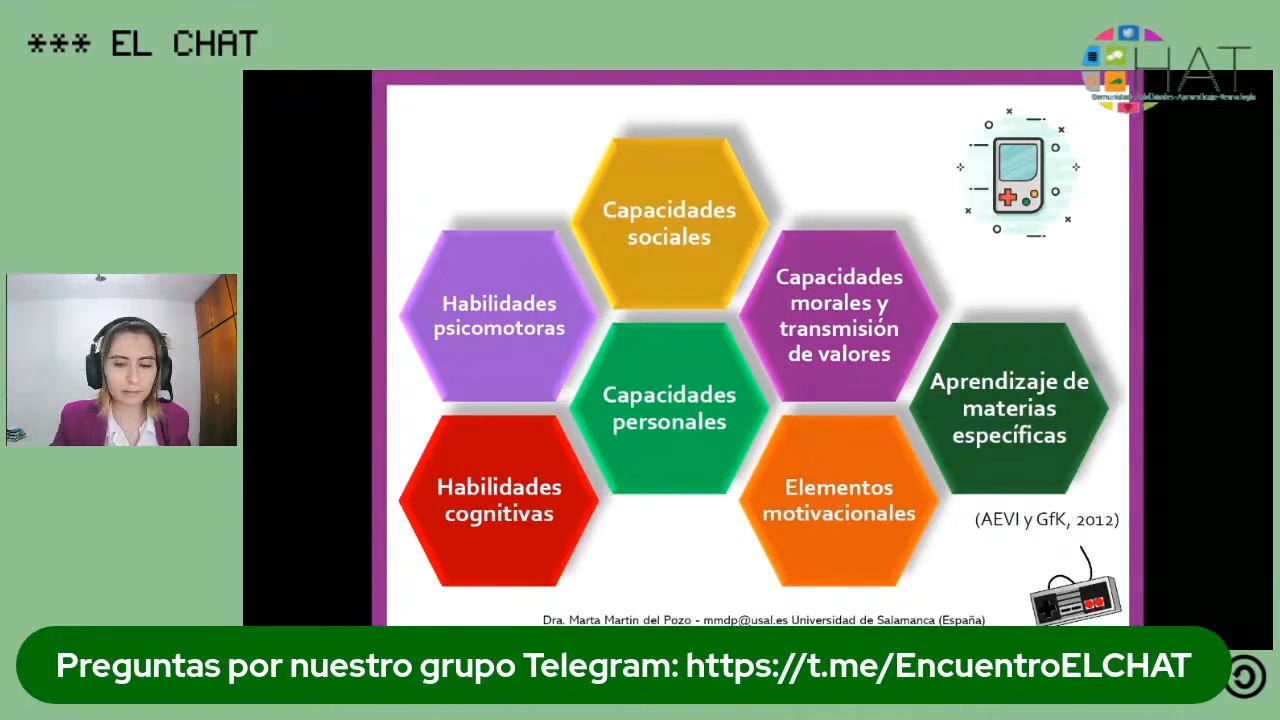 *** EL CHAT
HAT
Capacidades
sociales
Habilidades
psicomotoras
Capacidades
morales y
transmisión
de valores
Capacidades
personales
Aprendizaje de
materias
específicas
Habilidades
cognitivas
Elementos
motivacionales
(AEVI y GfK, 2012)
Dra. Marta Martín del Pozo - mmdp@usal.es Universidad de Salamanca (España)
Preguntas por nuestro grupo Telegram: https://t.me/EncuentroELCHAT